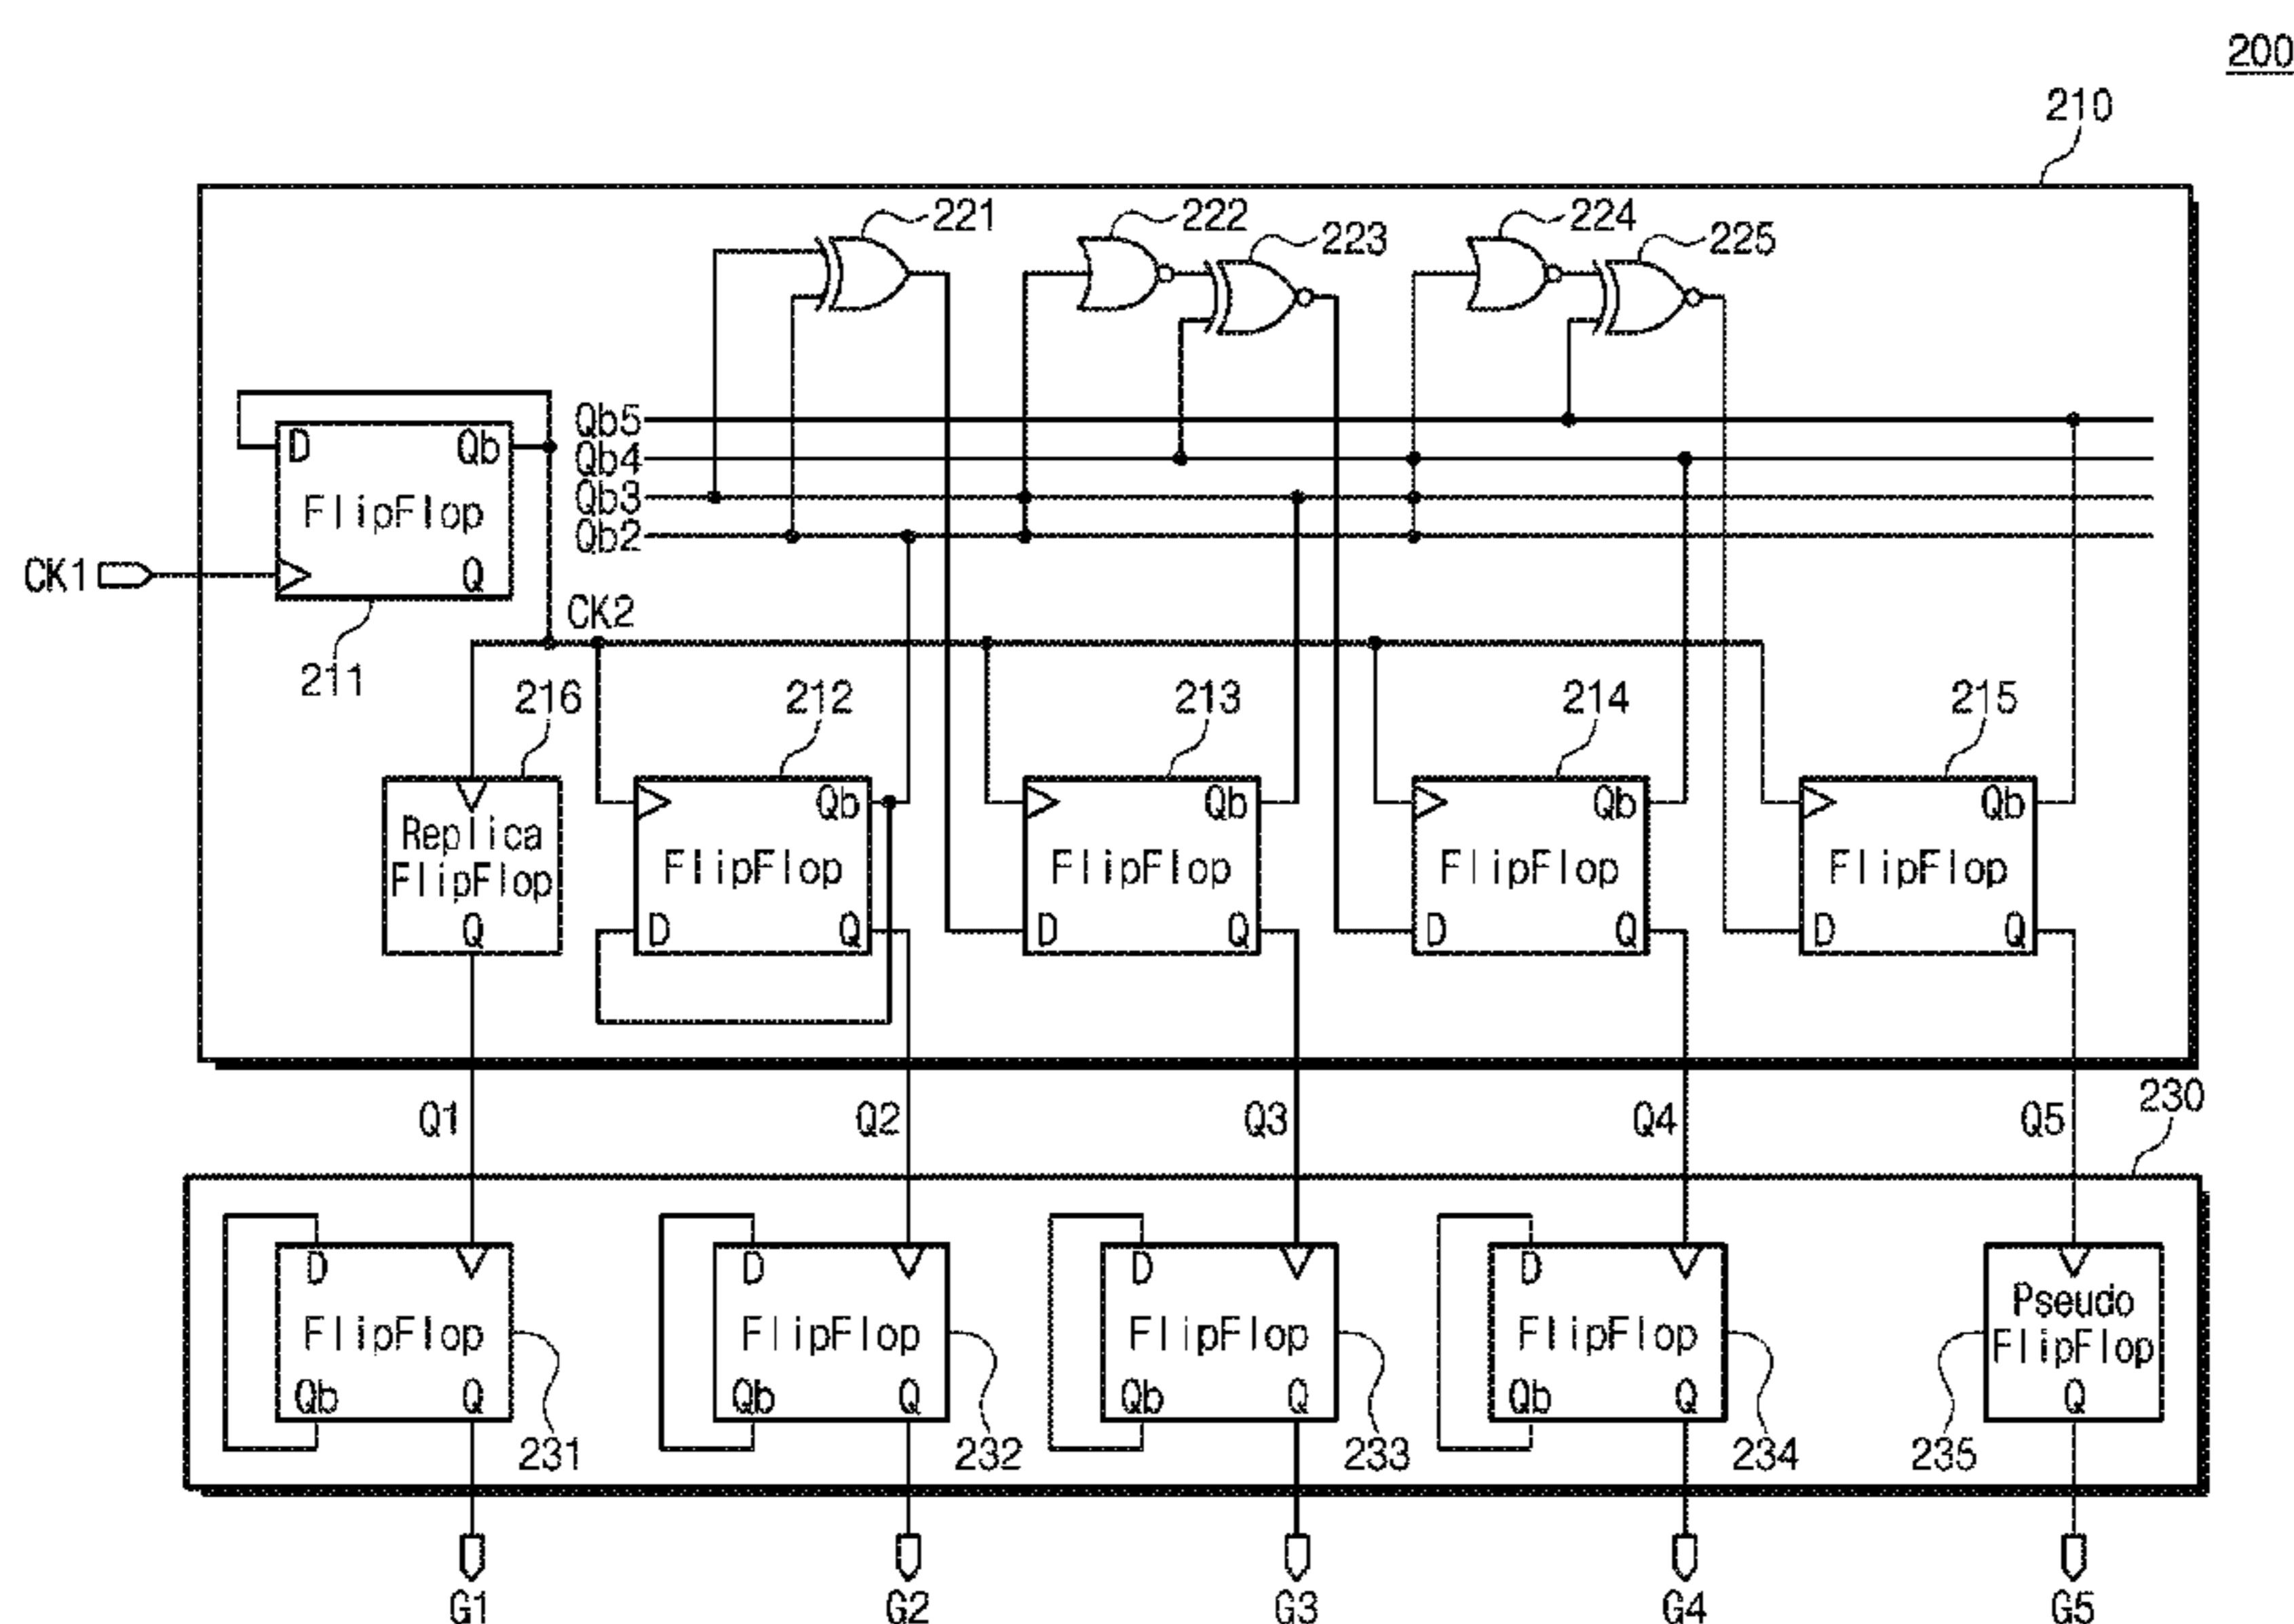 200
210
221
222
223
224
225
D
Qb
FlipFlop
Q
Qb5
Qb4
Qb3
Qb2
CK1
CK2
211
216
212
213
214
215
Replica
FlipFlop
Q
Qb
FlipFlop
D
Q
Qb
FlipFlop
D
Q
Qb
FlipFlop
D
Q
Qb
FlipFlop
D
Q
Q1
Q2
Q3
Q4
Q5
230
D
FlipFlop
Qb
Q
D
FlipFlop
Qb
Q
D
FlipFlop
Qb
Q
D
FlipFlop
Qb
Q
Pseudo
FlipFlop
Q
231
232
233
234
235
G1
G2
G3
G4
G5